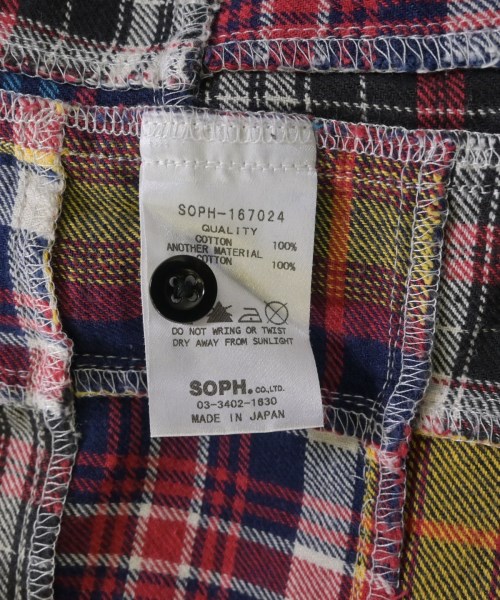 SOPH-167024
QUALITY
COTTON 100%
ANOTHER MATERIAL
COTTON 100%
DO NOT WRING OR TWIST
DRY AWAY FROM SUNLIGHT
SOPH. CO.,LTD.
03-3402-1630
MADE IN JAPAN